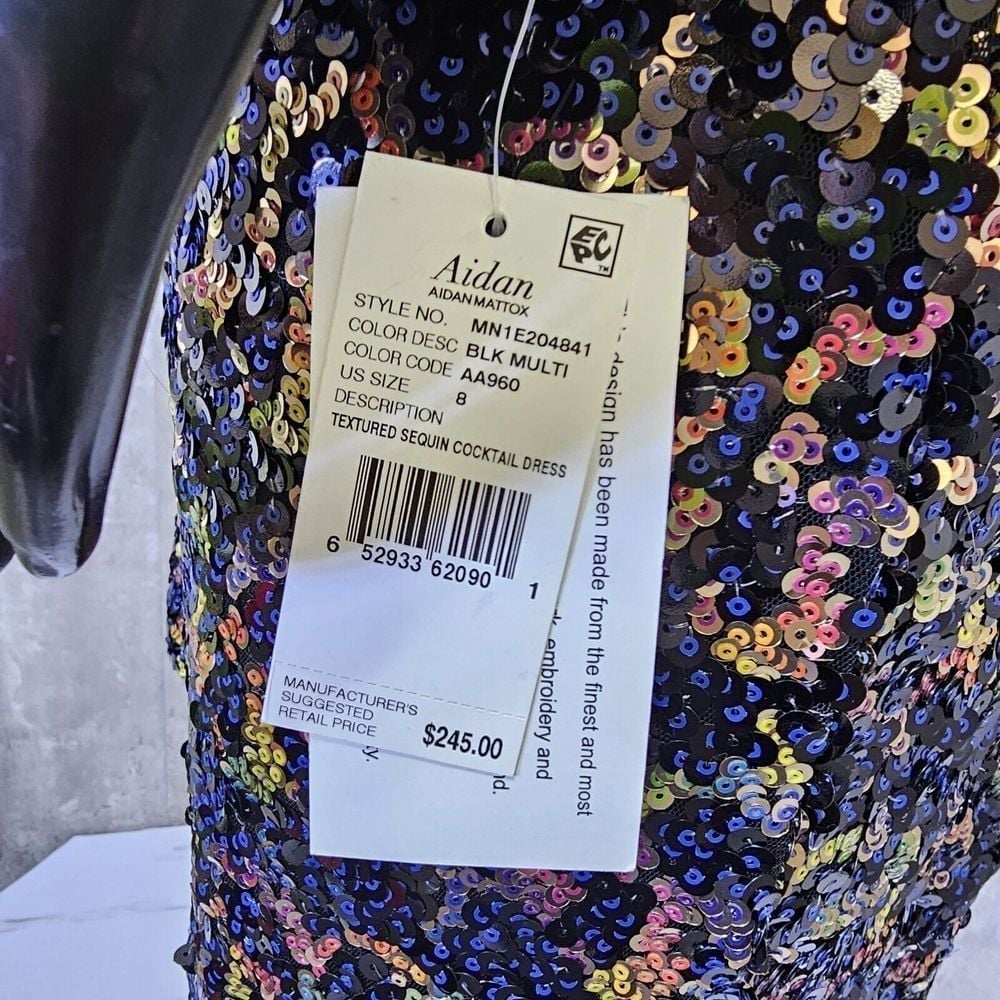 EPC™
Aidan
AIDAN MATTOX
STYLE NO. MN1E204841
COLOR DESC BLK MULTI
COLOR CODE AA960
US SIZE 8
DESCRIPTION
TEXTURED SEQUIN COCKTAIL DRESS
6 52933 62090 1
MANUFACTURER'S
SUGGESTED
RETAIL PRICE $245.00
design has been made from the finest and most
embroidery and